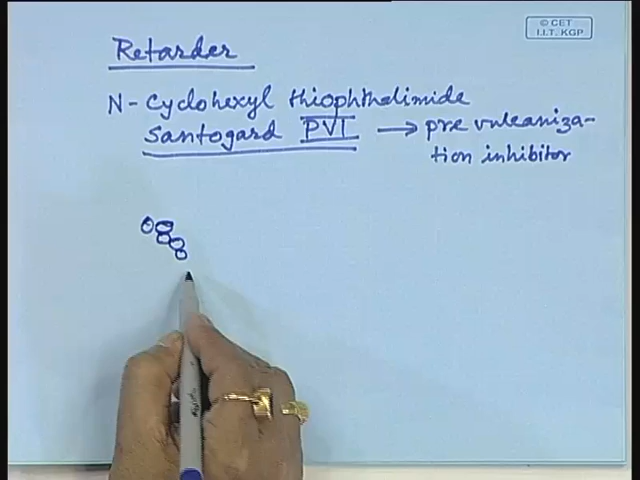 © CET
I.I.T. KGP
Retarder
N- Cyclohexyl thiophthalimide
Santogard PVI → pre vulcaniza-
tion inhibitor